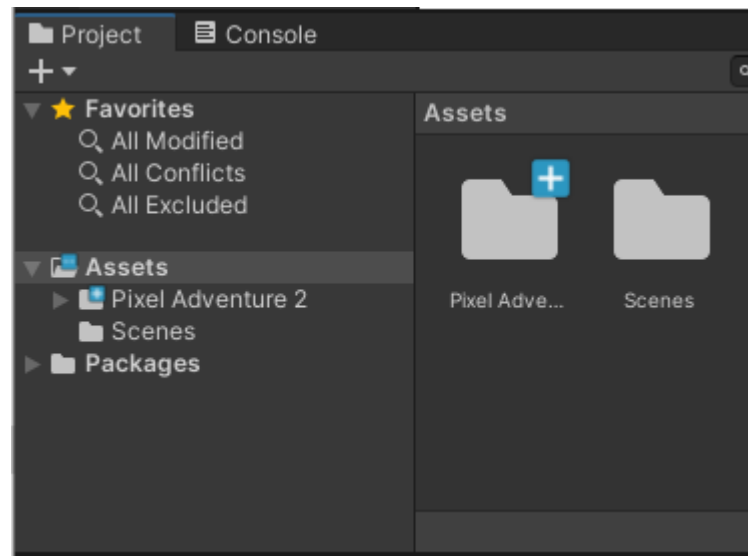 Project
Console
Favorites
All Modified
All Conflicts
All Excluded
Assets
Pixel Adventure 2
Scenes
Packages
Assets
Pixel Adve...
Scenes